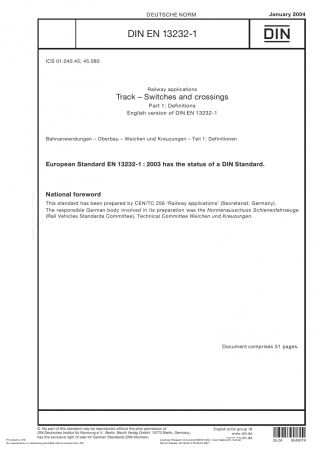 DEUTSCHE NORM
January 2004
DIN EN 13232-1
DIN
ICS 01.040.45; 45.080
Railway applications
Track – Switches and crossings
Part 1: Definitions
English version of DIN EN 13232-1
Bahnanwendungen – Oberbau – Weichen und Kreuzungen – Teil 1: Definitionen
European Standard EN 13232-1 : 2003 has the status of a DIN Standard.
National foreword
This standard has been prepared by CEN/TC 256 'Railway applications' (Secretariat: Germany).
The responsible German body involved in its preparation was the Normenausschuss Schienenfahrzeuge
(Rail Vehicles Standards Committee), Technical Committee Weichen und Kreuzungen.
Document comprises 51 pages.
© No part of this standard may be reproduced without the prior permission of
DIN Deutsches Institut für Normung e.V., Berlin. Beuth Verlag GmbH, 10772 Berlin, Germany,
has the exclusive right of sale for German Standards (DIN-Normen).
English price group 18
www.din.de